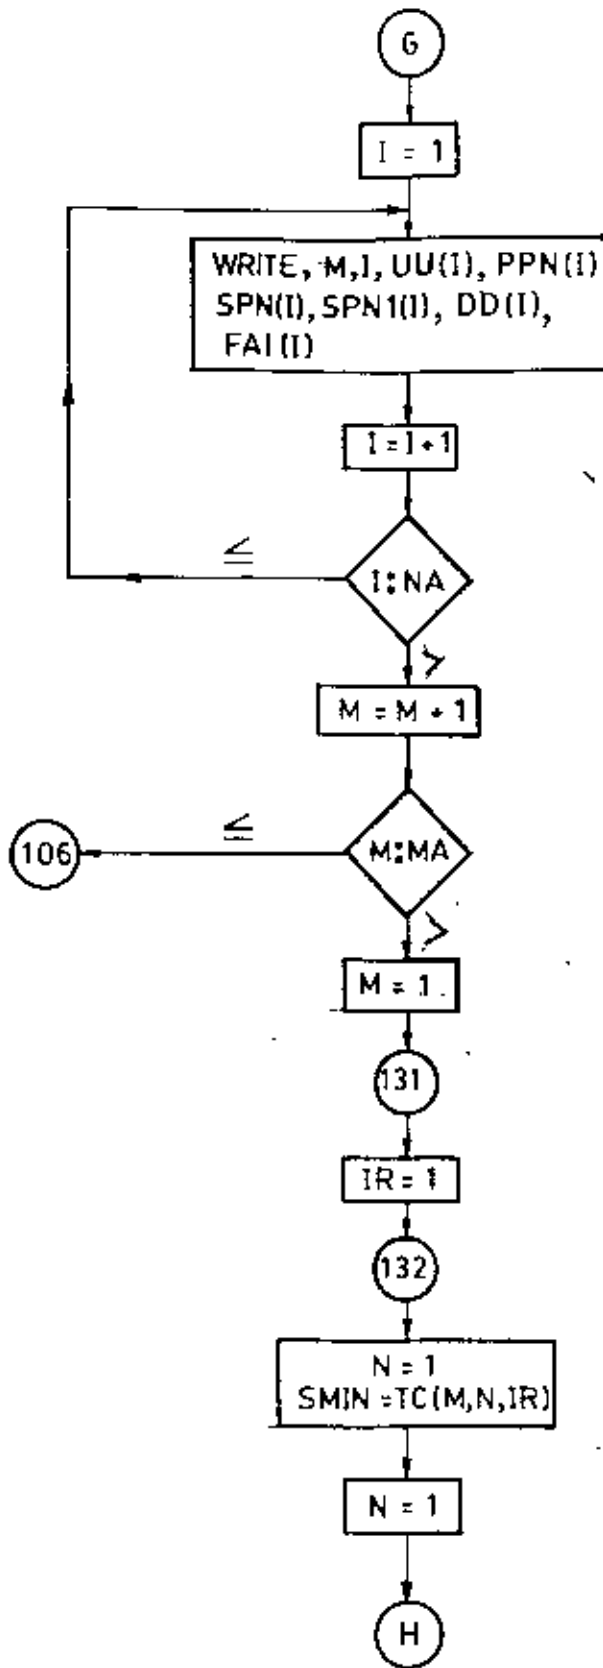 G
I = 1
WRITE, M,I, UU(I), PPN(I)
SPN(I), SPN1(I), DD(I),
FAI(I)
I = I + 1
≦
I:NA
>
M = M + 1
≦
106
M:MA
>
M = 1
131
IR = 1
132
N = 1
SMIN =TC(M,N,IR)
N = 1
H